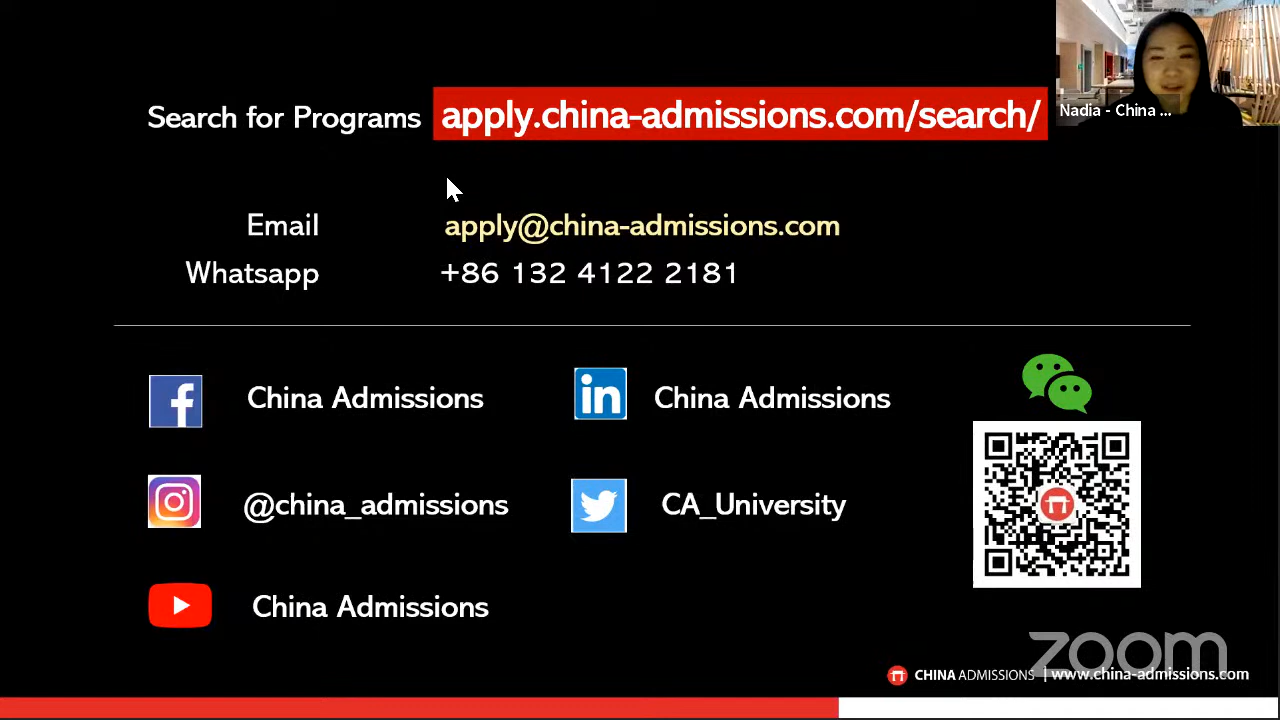 Search for Programs apply.china-admissions.com/search/
Nadia - China ...
Email apply@china-admissions.com
Whatsapp +86 132 4122 2181
China Admissions
in China Admissions
@china_admissions
CA_University
China Admissions
zoom
CHINA ADMISSIONS | www.china-admissions.com